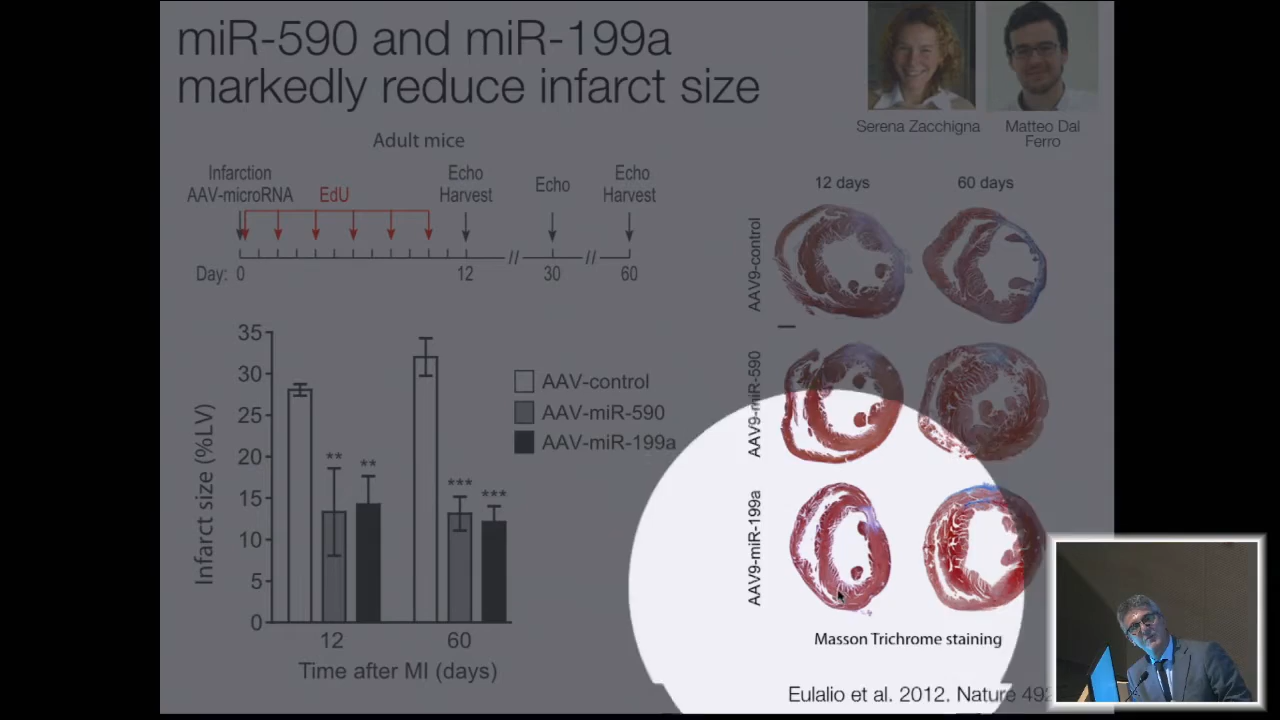 miR-590 and miR-199a
markedly reduce infarct size
Serena Zacchigna
Matteo Dal
Ferro
Adult mice
Infarction
AAV-microRNA
EdU
Echo
Harvest
Echo
Echo
Harvest
Day: 0
12
30
60
12 days
60 days
AAV9-control
AAV9-miR-590
AAV9-miR-199a
35
30
25
20
15
10
5
0
Infarct size (%LV)
**
**
***
***
AAV-control
AAV-miR-590
AAV-miR-199a
12
60
Time after MI (days)
Masson Trichrome staining
Eulalio et al. 2012. Nature 492